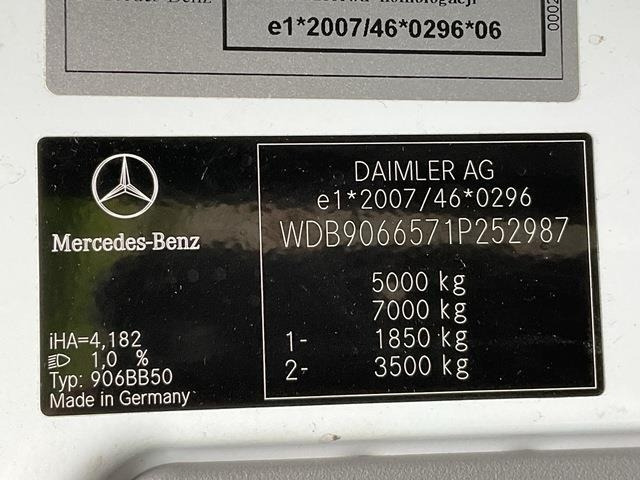 e1*2007/46*0296*06
0002
DAIMLER AG
e1*2007/46*0296
WDB9066571P252987
Mercedes-Benz
5000 kg
7000 kg
1- 1850 kg
2- 3500 kg
iHA=4,182
1,0 %
Typ: 906BB50
Made in Germany